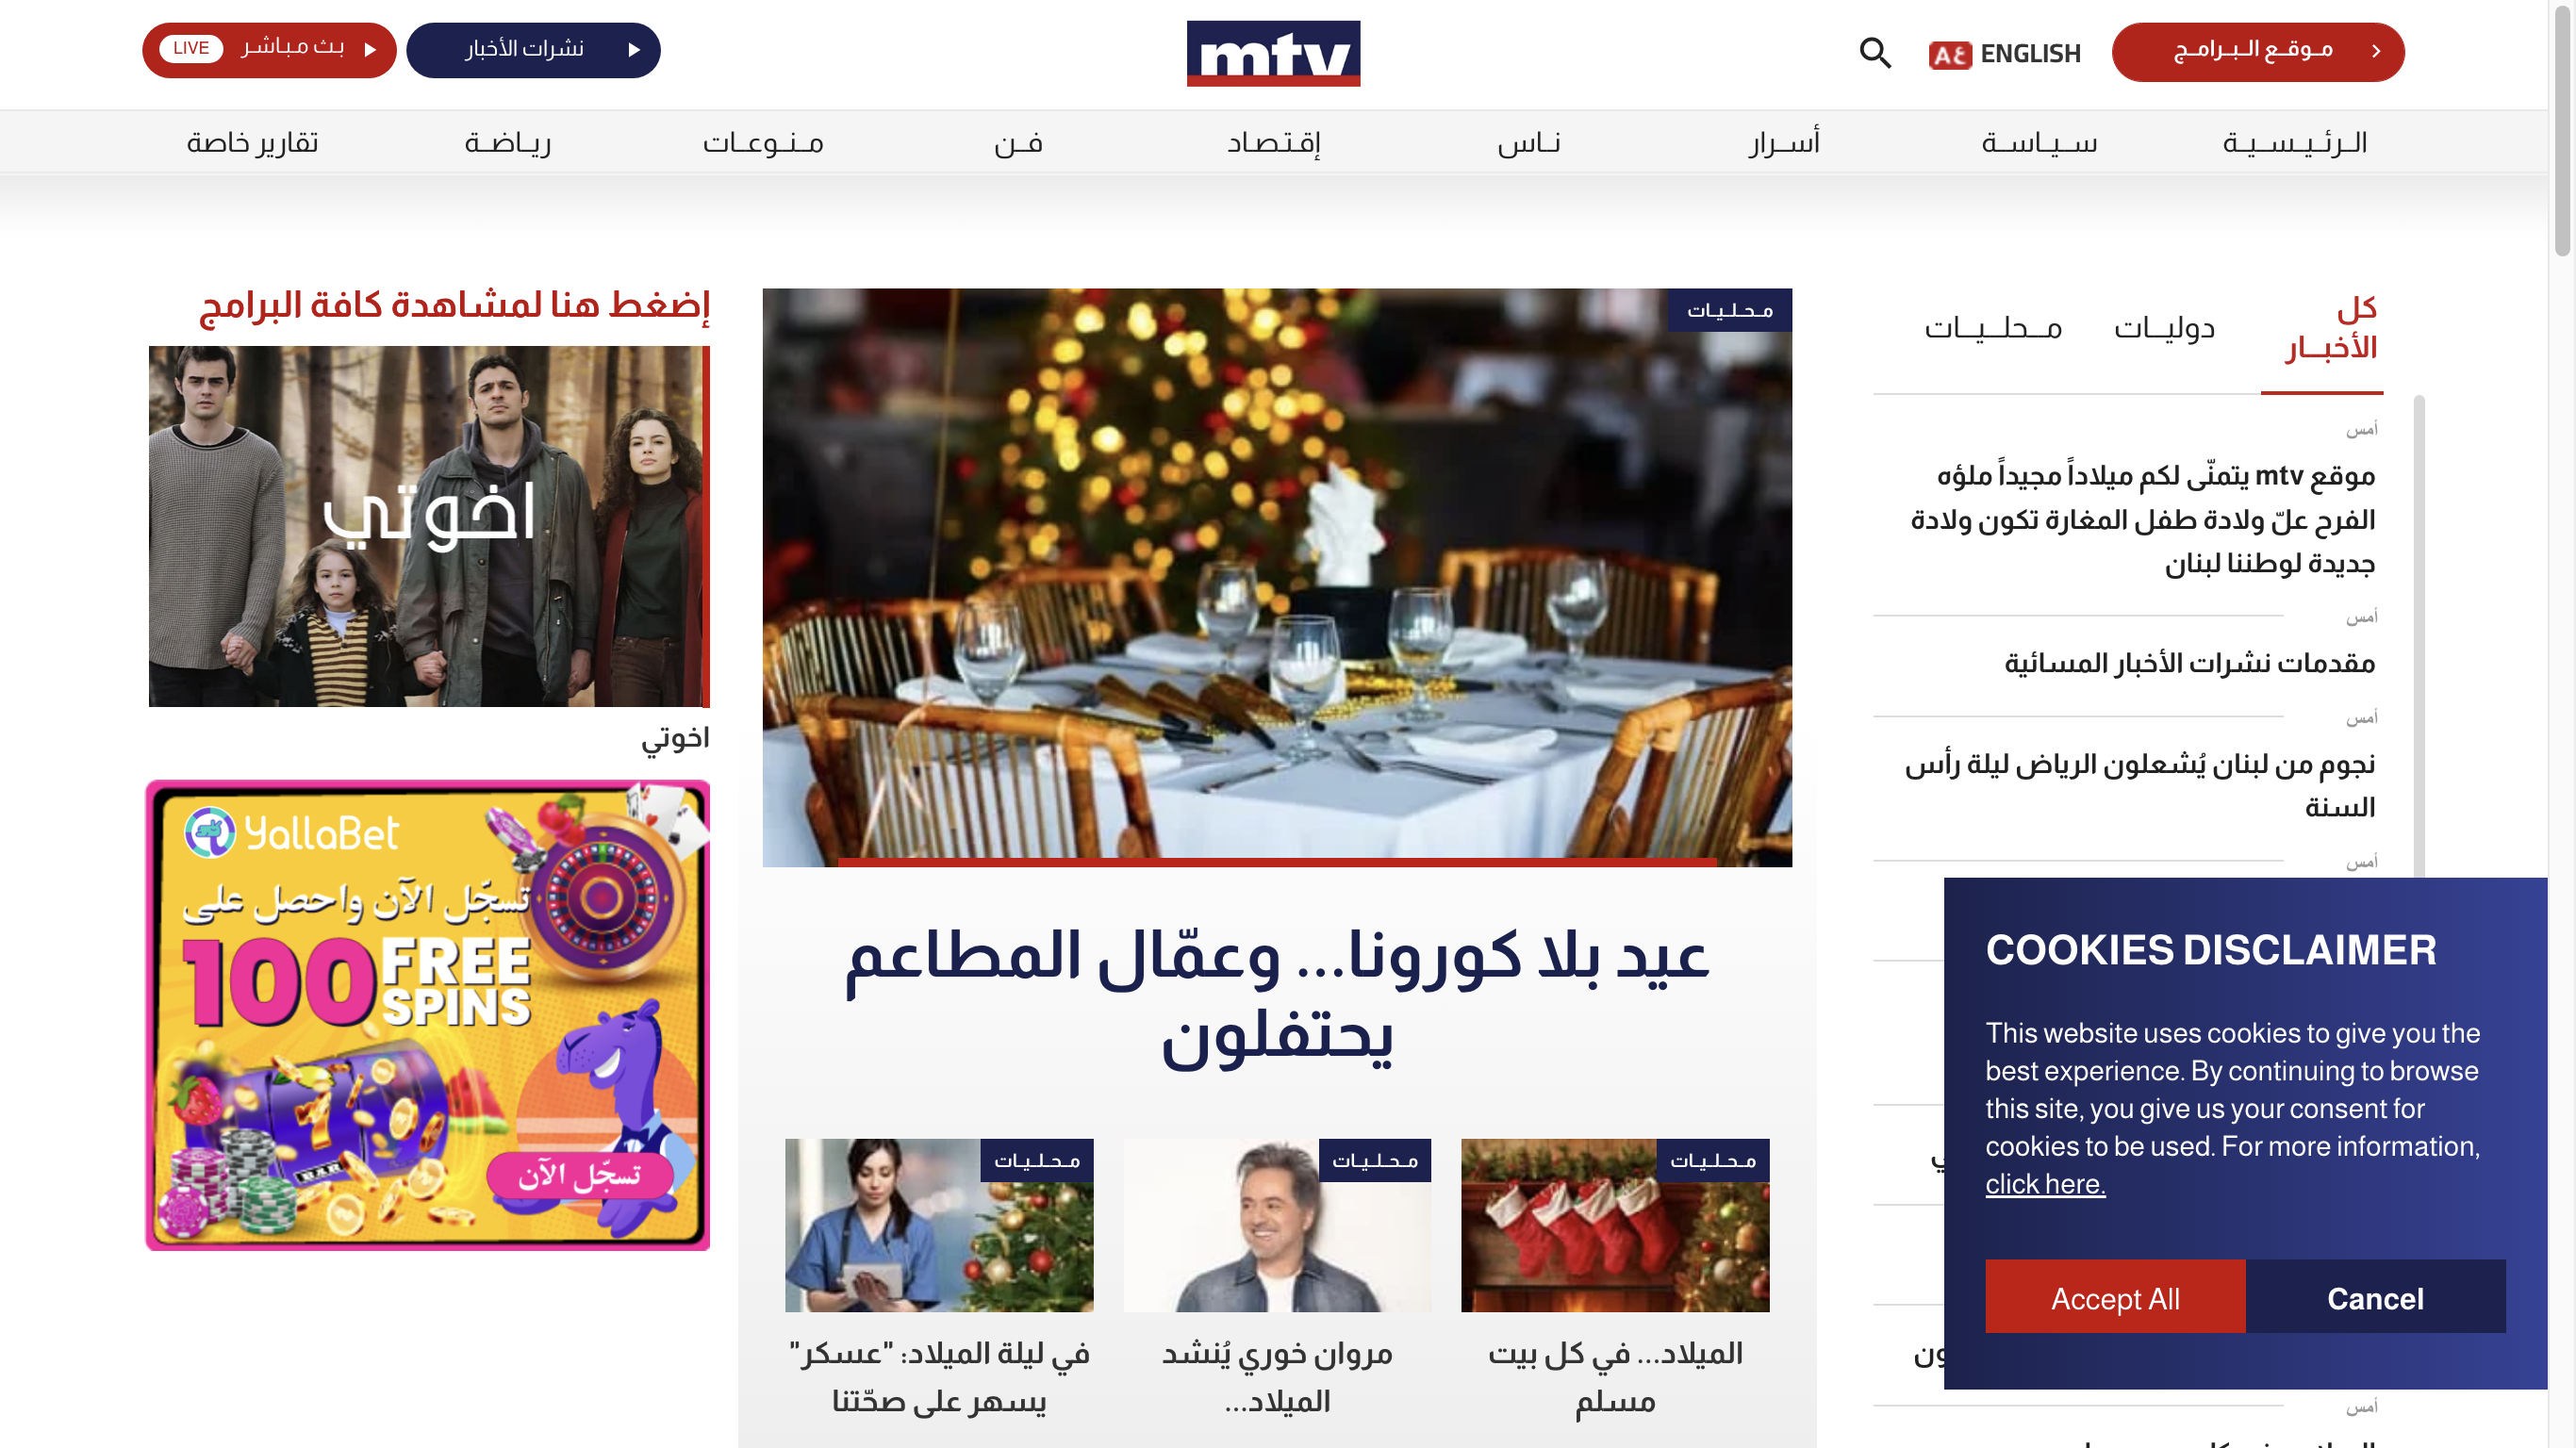 موقع البرامج
ENGLISH
mtv
نشرات الأخبار
بث مباشر LIVE
الرئيسية
سياسة
أسرار
ناس
إقتصاد
فن
منوعات
رياضة
تقارير خاصة
كل
الأخبار
دوليات
محليات
أمس
موقع mtv يتمنّى لكم ميلاداً مجيداً ملؤه
الفرح علّ ولادة طفل المغارة تكون ولادة
جديدة لوطننا لبنان
أمس
مقدمات نشرات الأخبار المسائية
أمس
نجوم من لبنان يُشعلون الرياض ليلة رأس
السنة
أمس
أمس
محليات
عيد بلا كورونا... وعمّال المطاعم
يحتفلون
محليات
الميلاد... في كل بيت
مسلم
محليات
مروان خوري يُنشد
الميلاد...
محليات
في ليلة الميلاد: "عسكر"
يسهر على صحّتنا
إضغط هنا لمشاهدة كافة البرامج
اخوتي
اخوتي
YallaBet
تسجّل الآن واحصل على
100 FREE
SPINS
تسجّل الآن
COOKIES DISCLAIMER
This website uses cookies to give you the
best experience. By continuing to browse
this site, you give us your consent for
cookies to be used. For more information,
click here.
Accept All
Cancel